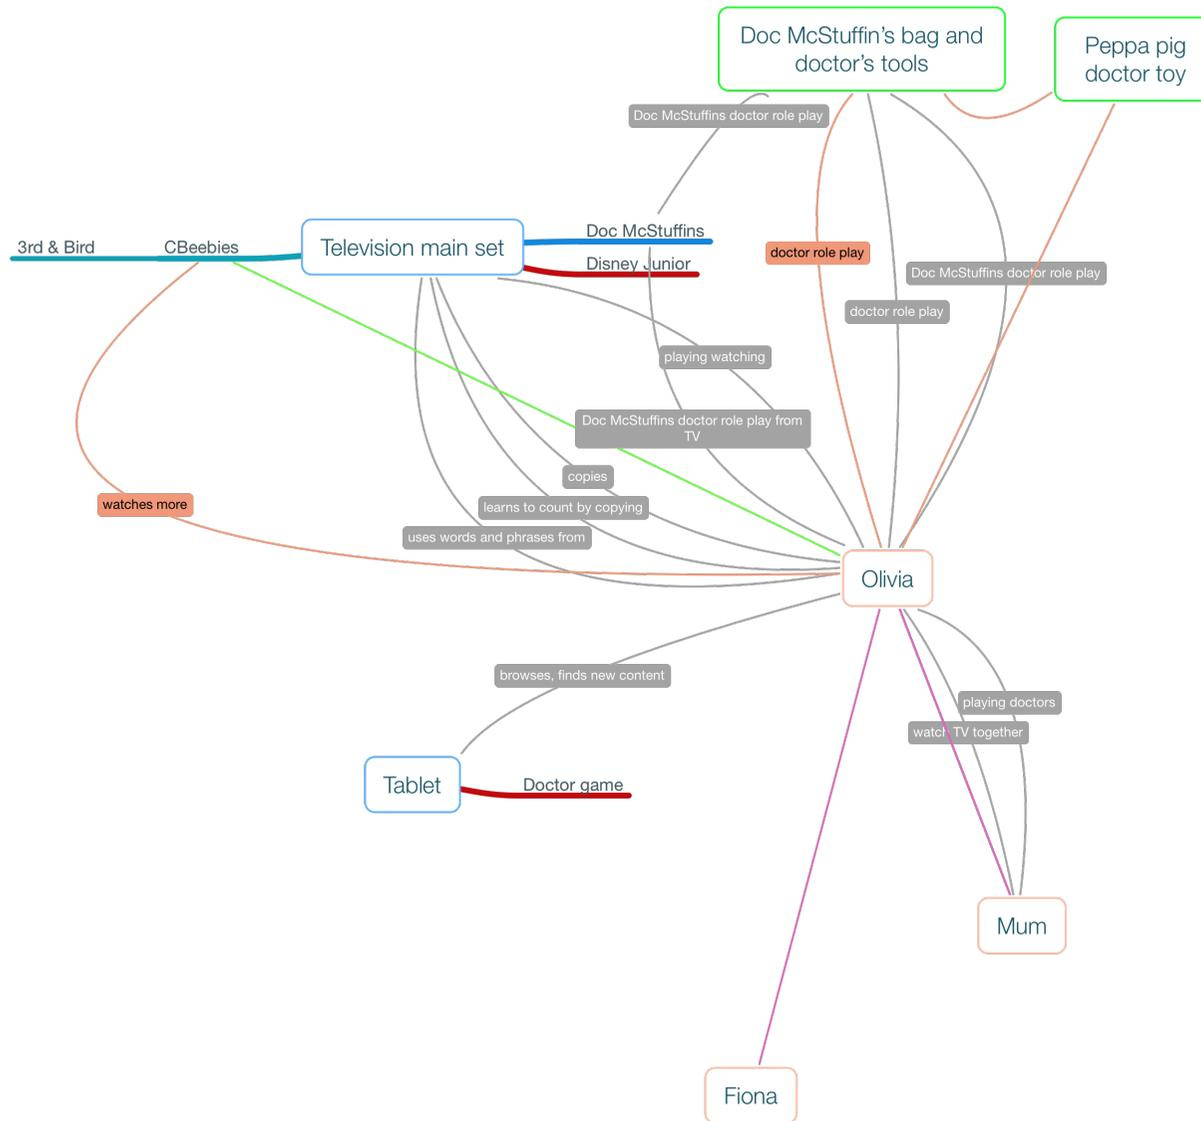 Doc McStuffin's bag and
doctor's tools
Peppa pig
doctor toy
Doc McStuffins doctor role play
3rd & Bird
CBeebies
Television main set
Doc McStuffins
Disney Junior
doctor role play
Doc McStuffins doctor role play
doctor role play
playing watching
Doc McStuffins doctor role play from
TV
copies
learns to count by copying
watches more
uses words and phrases from
Olivia
browses, finds new content
playing doctors
watch TV together
Tablet
Doctor game
Mum
Fiona